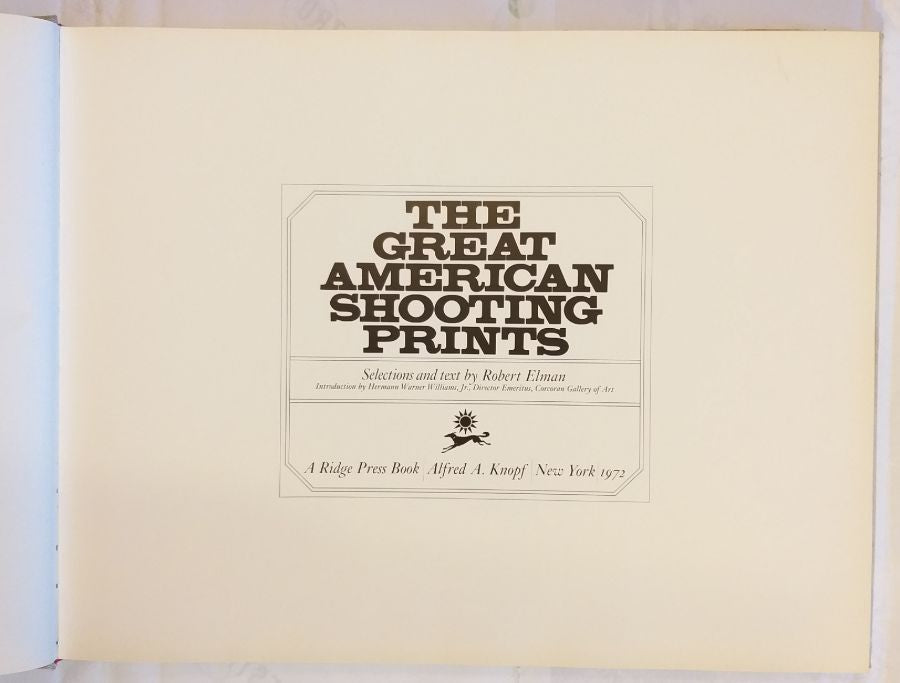 THE
GREAT
AMERICAN
SHOOTING
PRINTS
Selections and text by Robert Elman
Introduction by Hermann Warner Williams, Jr., Director Emeritus, Corcoran Gallery of Art
A Ridge Press Book | Alfred A. Knopf | New York | 1972